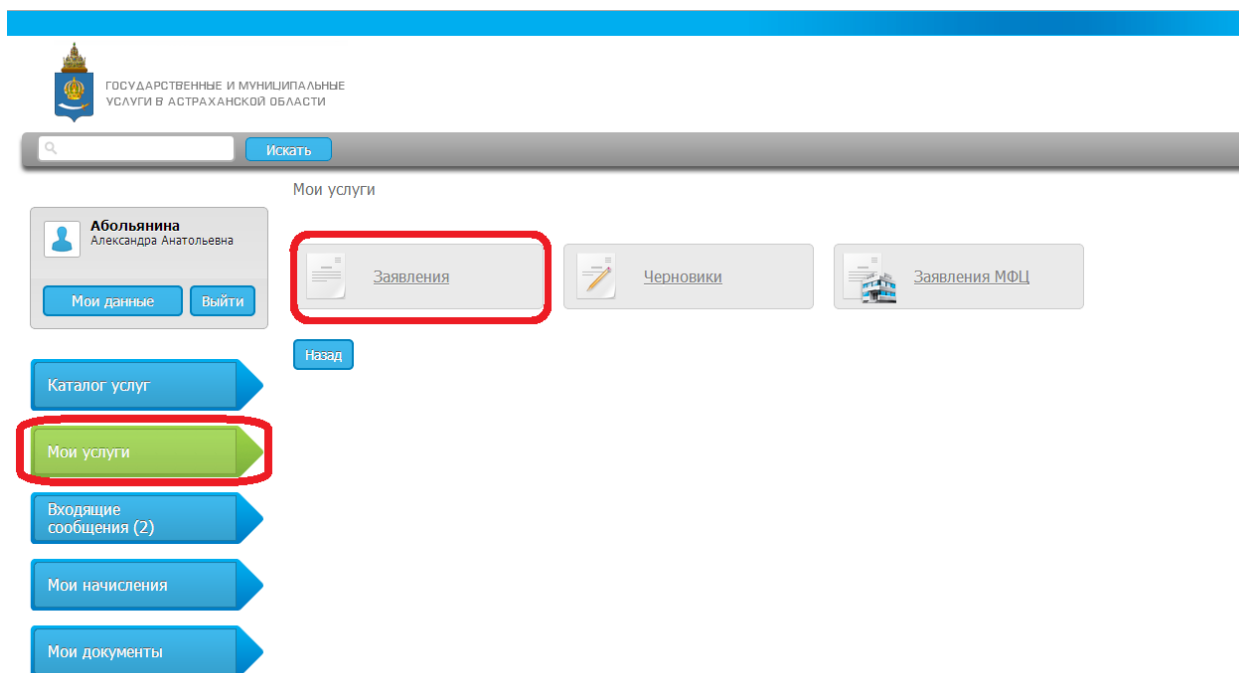 ГОСУДАРСТВЕННЫЕ И МУНИЦИПАЛЬНЫЕ
УСЛУГИ В АСТРАХАНСКОЙ ОБЛАСТИ
Искать
Мои услуги
Абольянина
Александра Анатольевна
Мои данные
Выйти
Заявления
Черновики
Заявления МФЦ
Назад
Каталог услуг
Мои услуги
Входящие
сообщения (2)
Мои начисления
Мои документы